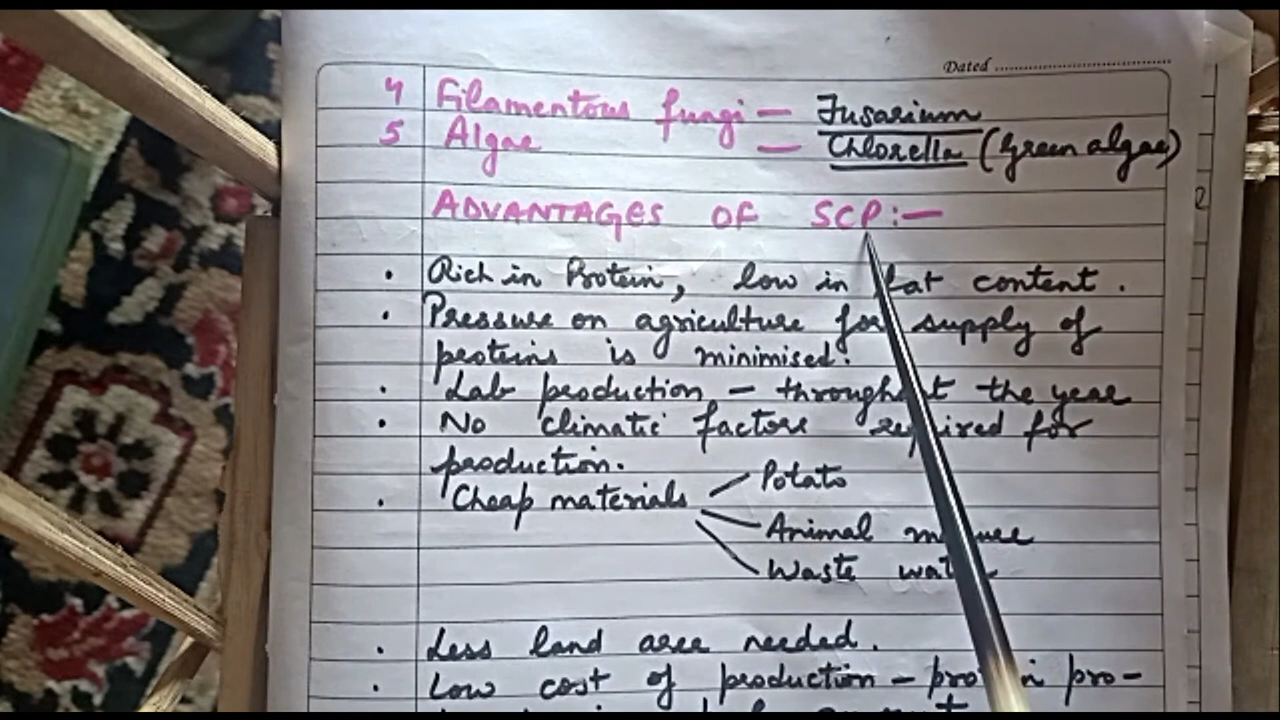 Dated
4 Filamentous fungi — Fusarium
5 Algae — Chlorella (Green algae)
ADVANTAGES OF SCP:—
• Rich in Protein, low in fat content.
• Pressure on agriculture for supply of
proteins is minimised.
• Lab production — throughout the year
• No climatic factors required for
production.
• Cheap materials
Potato
Animal manure
Waste water
• Less land area needed.
• Low cost of production — protein pro-